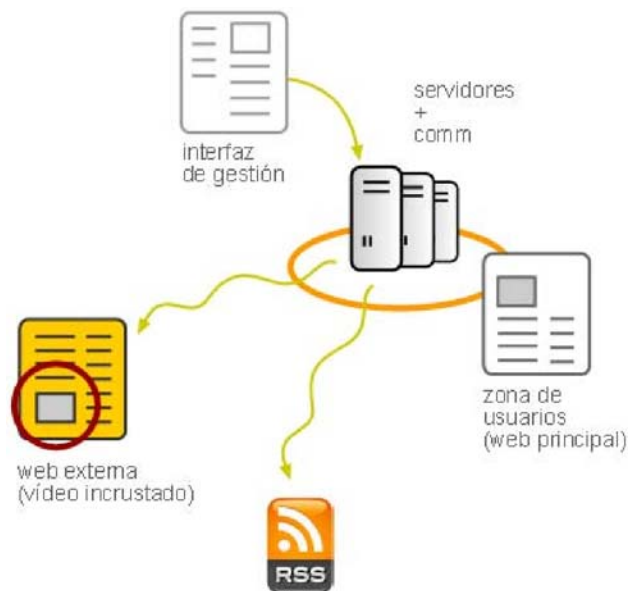 servidores
+
comm
interfaz
de gestión
zona de
usuarios
(web principal)
web externa
(vídeo incrustado)
RSS